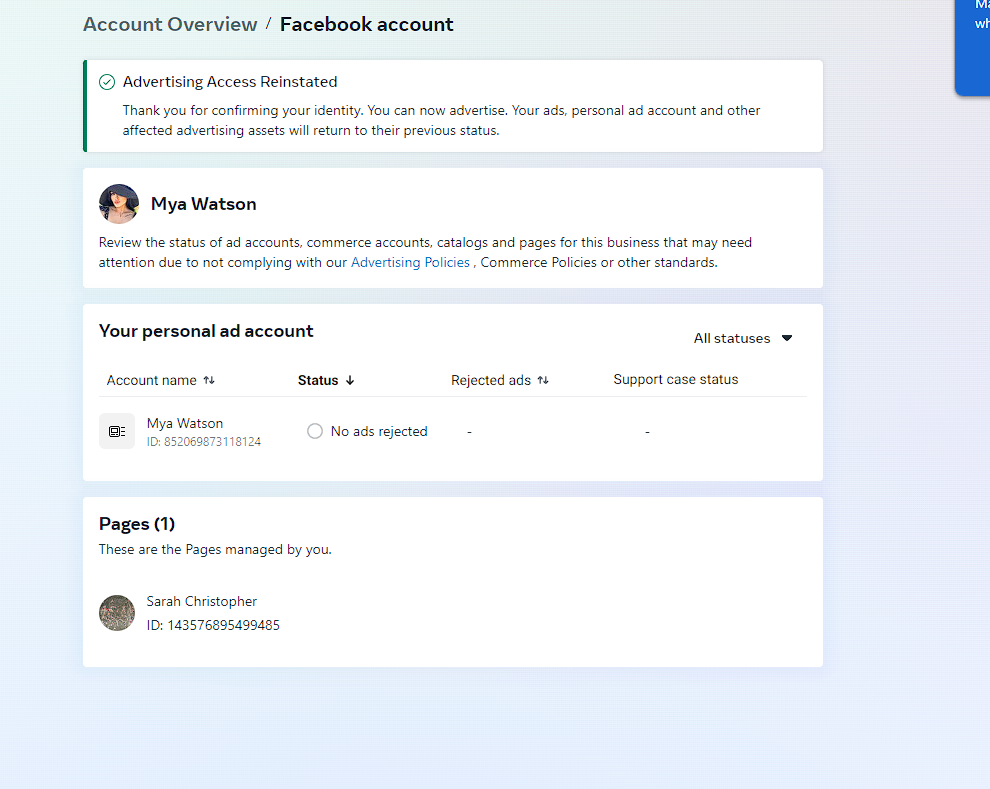 Account Overview / Facebook account
wh
Advertising Access Reinstated
Thank you for confirming your identity. You can now advertise. Your ads, personal ad account and other
affected advertising assets will return to their previous status.
Mya Watson
Review the status of ad accounts, commerce accounts, catalogs and pages for this business that may need
attention due to not complying with our Advertising Policies , Commerce Policies or other standards.
Your personal ad account
All statuses
Account name Status Rejected ads Support case status
Mya Watson
ID: 852069873118124
No ads rejected - -
Pages (1)
These are the Pages managed by you.
Sarah Christopher
ID: 143576895499485